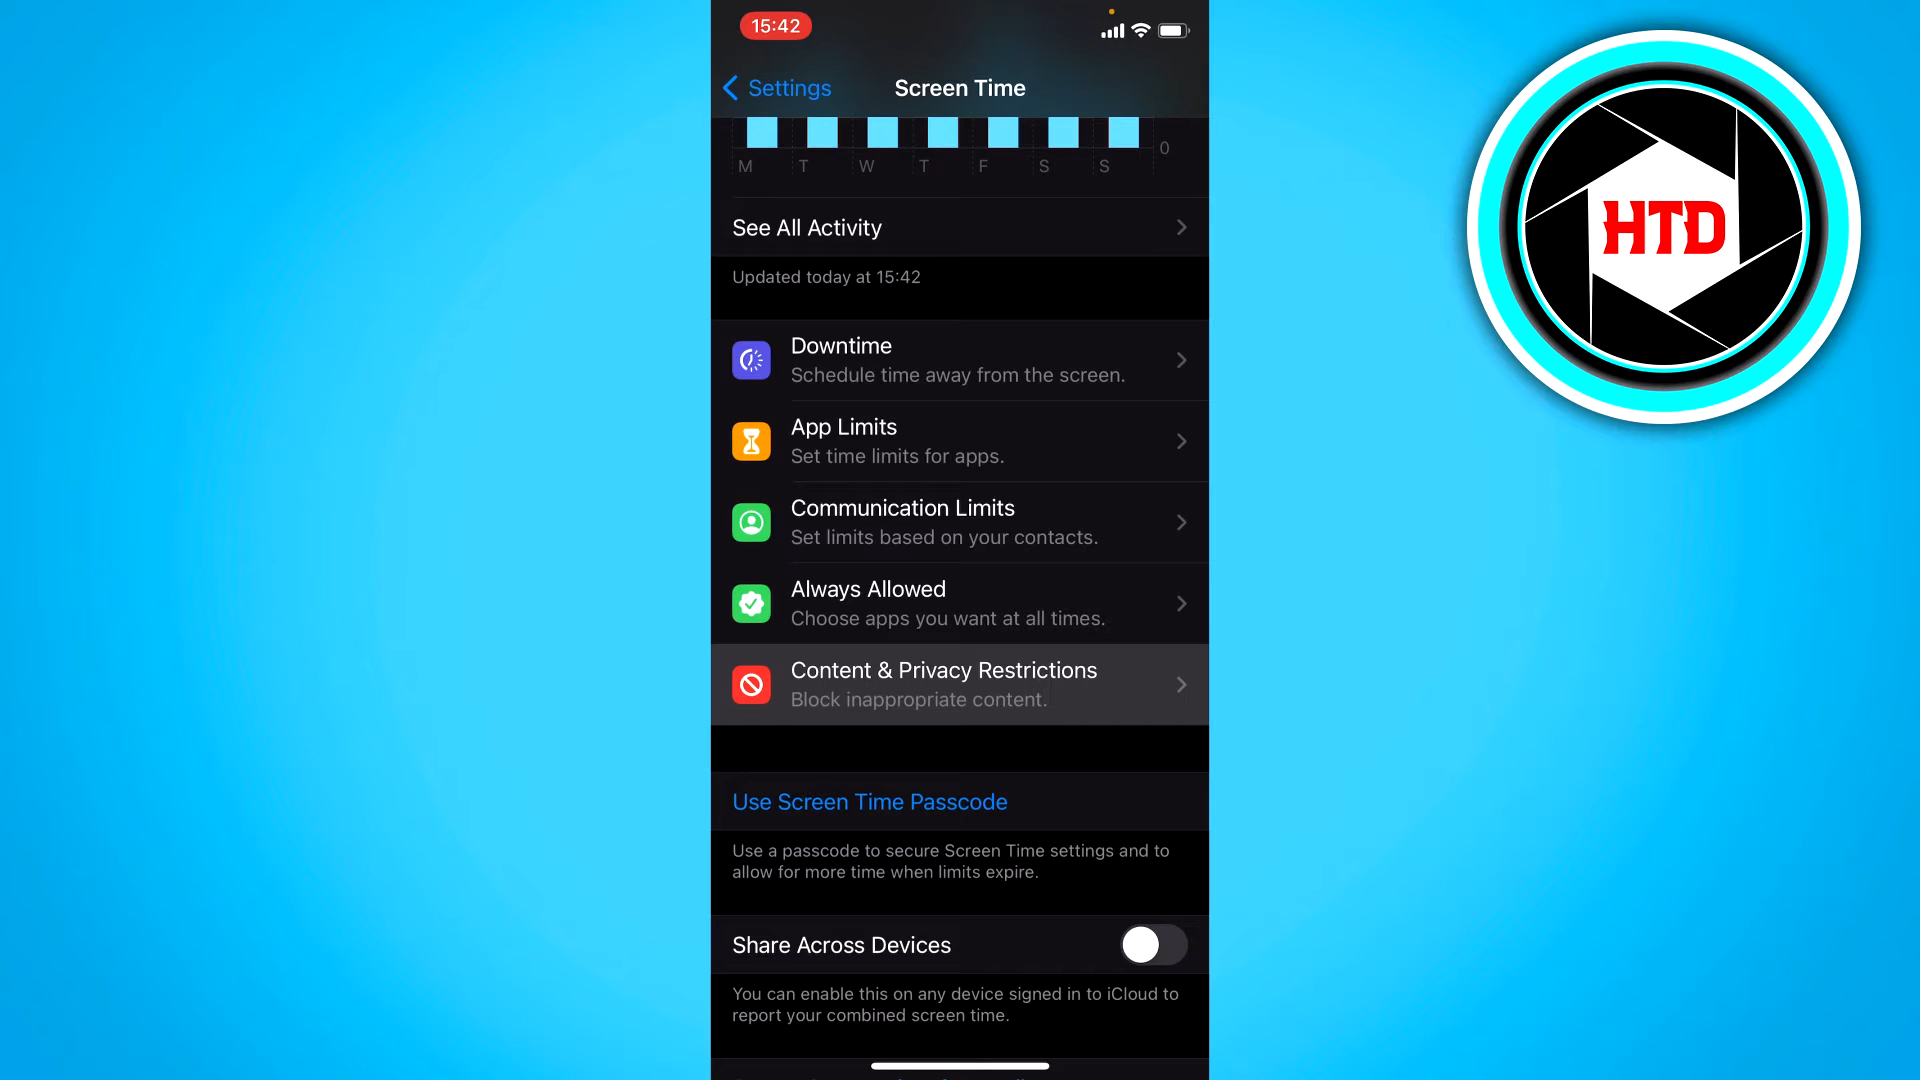 15:42
Settings
Screen Time
0
M T W T F S S
See All Activity
Updated today at 15:42
Downtime
Schedule time away from the screen.
App Limits
Set time limits for apps.
Communication Limits
Set limits based on your contacts.
Always Allowed
Choose apps you want at all times.
Content & Privacy Restrictions
Block inappropriate content.
Use Screen Time Passcode
Use a passcode to secure Screen Time settings and to
allow for more time when limits expire.
Share Across Devices
You can enable this on any device signed in to iCloud to
report your combined screen time.
HTD